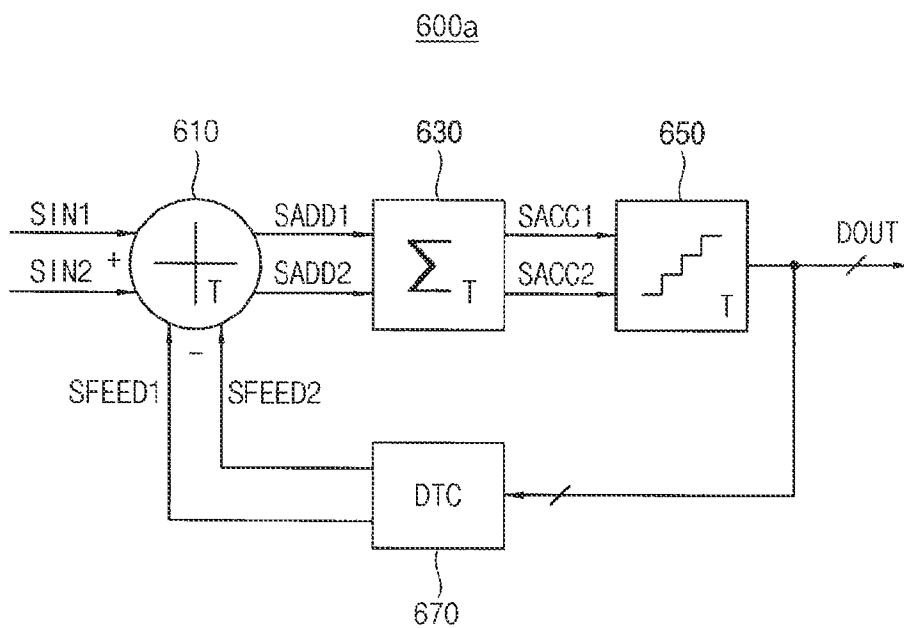 600a
610
630
650
SIN1
SADD1
SACC1
DOUT
+
T
Σ
T
T
SIN2
SADD2
SACC2
-
SFEED1
SFEED2
DTC
670